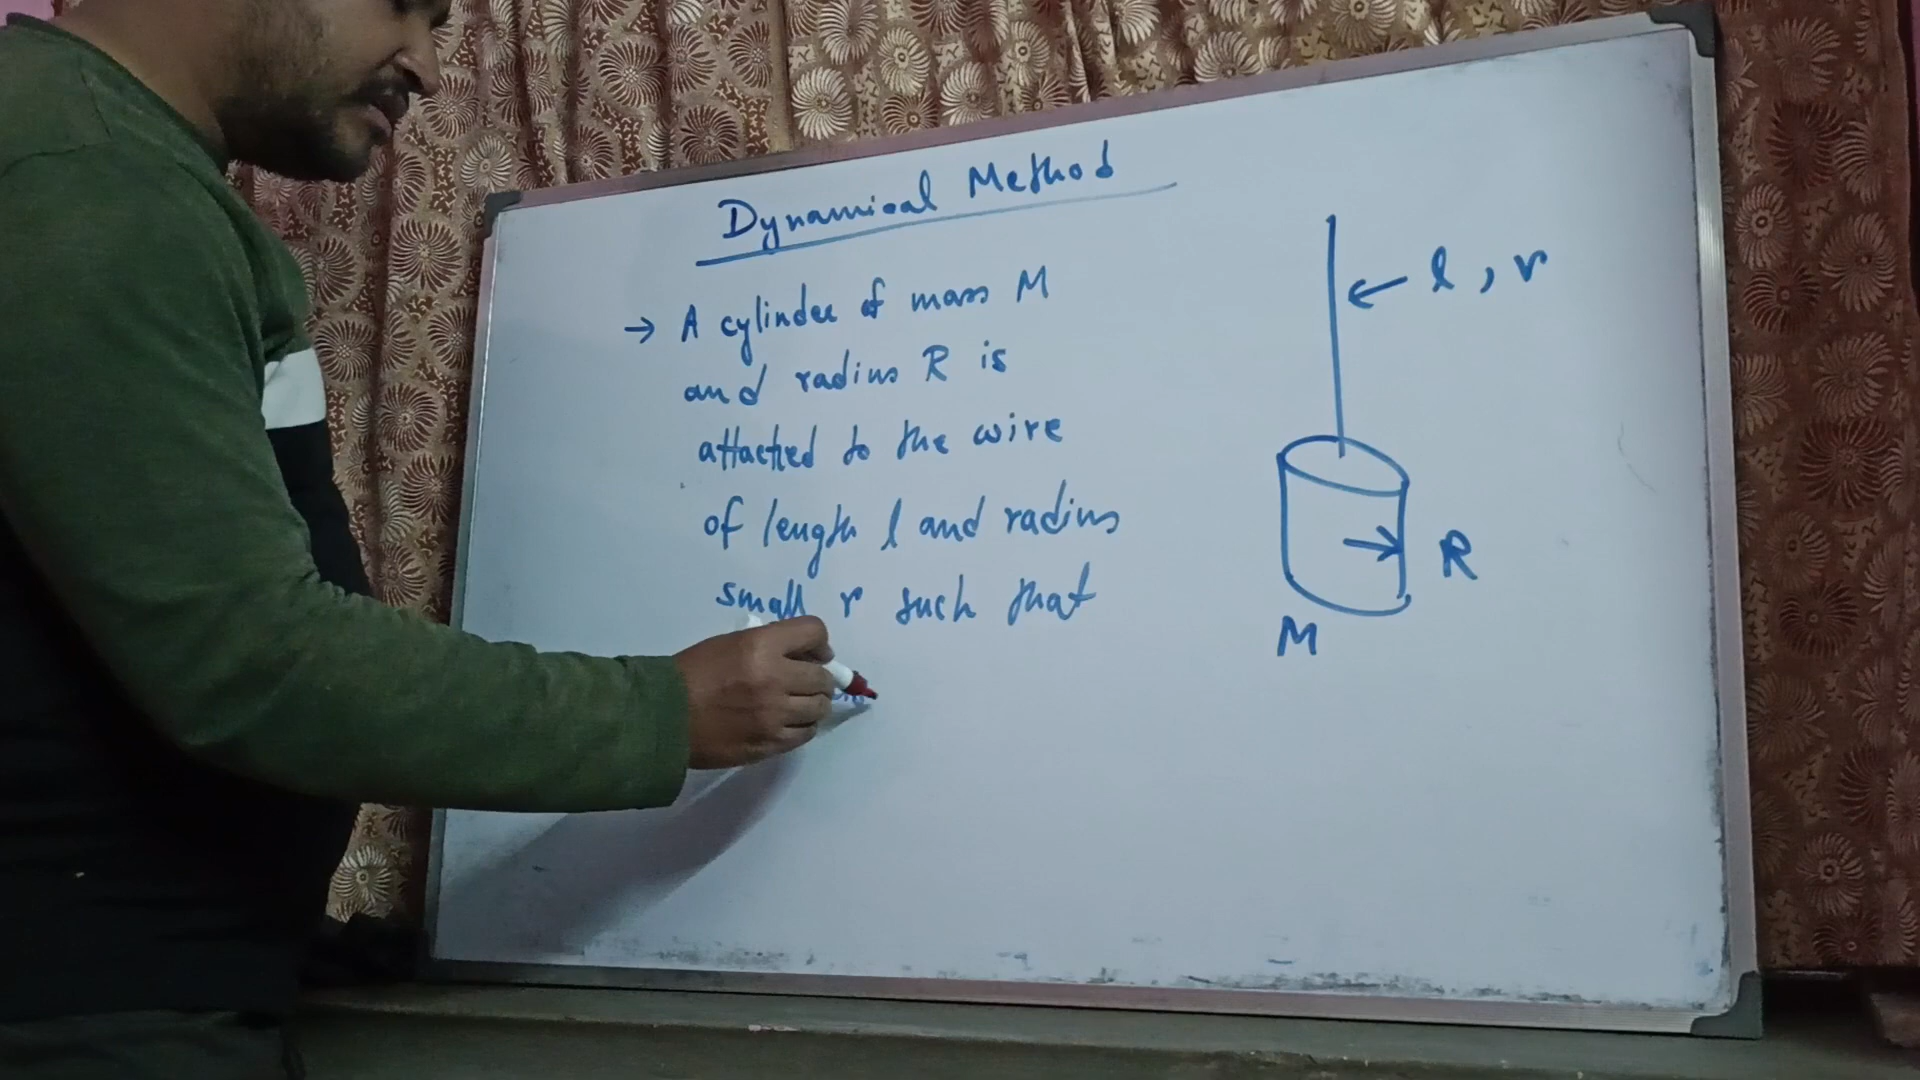 Dynamical Method
→ A cylinder of mass M
and radius R is
attached to the wire
of length l and radius
small r such that
← l, r
R
M